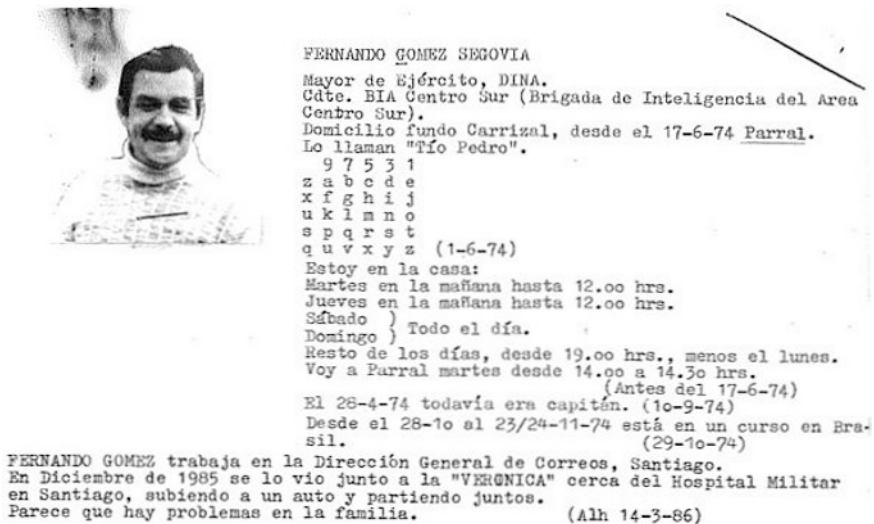 FERNANDO GOMEZ SEGOVIA
Mayor de Ejército, DINA.
Cdte. BIA Centro Sur (Brigada de Inteligencia del Area
Centro Sur).
Domicilio fundo Carrizal, desde el 17-6-74 Parral.
Lo llaman "Tío Pedro".
9 7 5 3 1
z a b c d e
x f g h i j
u k l m n o
s p q r s t
q u v x y z (1-6-74)
Estoy en la casa:
Martes en la mañana hasta 12.oo hrs.
Jueves en la mañana hasta 12.oo hrs.
Sábado )
Domingo ) Todo el día.
Resto de los días, desde 19.oo hrs., menos el lunes.
Voy a Parral martes desde 14.oo a 14.3o hrs.
(Antes del 17-6-74)
El 28-4-74 todavía era capitán. (1o-9-74)
Desde el 28-1o al 23/24-11-74 está en un curso en Bra-
sil. (29-1o-74)
FERNANDO GOMEZ trabaja en la Dirección General de Correos, Santiago.
En Diciembre de 1985 se lo vio junto a la "VERONICA" cerca del Hospital Militar
en Santiago, subiendo a un auto y partiendo juntos.
Parece que hay problemas en la familia. (Alh 14-3-86)